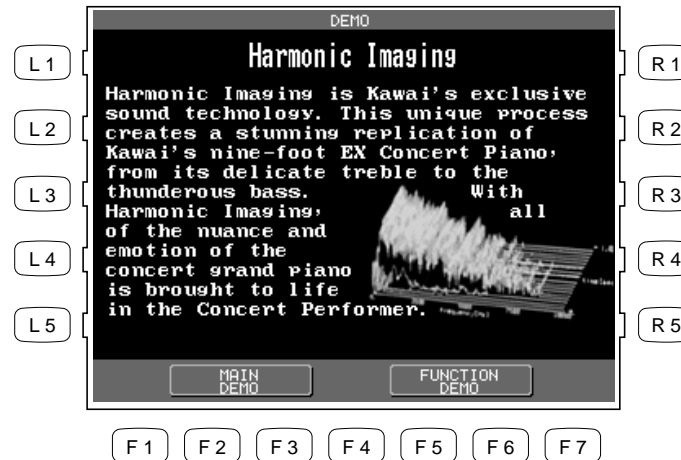 DEMO
Harmonic Imaging
L 1
R 1
Harmonic Imaging is Kawai's exclusive
sound technology. This unique process
L 2
R 2
creates a stunning replication of
Kawai's nine-foot EX Concert Piano,
from its delicate treble to the
L 3
R 3
thunderous bass. With
Harmonic Imaging, all
of the nuance and
L 4
R 4
emotion of the
concert grand piano
is brought to life
L 5
R 5
in the Concert Performer.
MAIN DEMO
FUNCTION DEMO
F 1 F 2 F 3 F 4 F 5 F 6 F 7